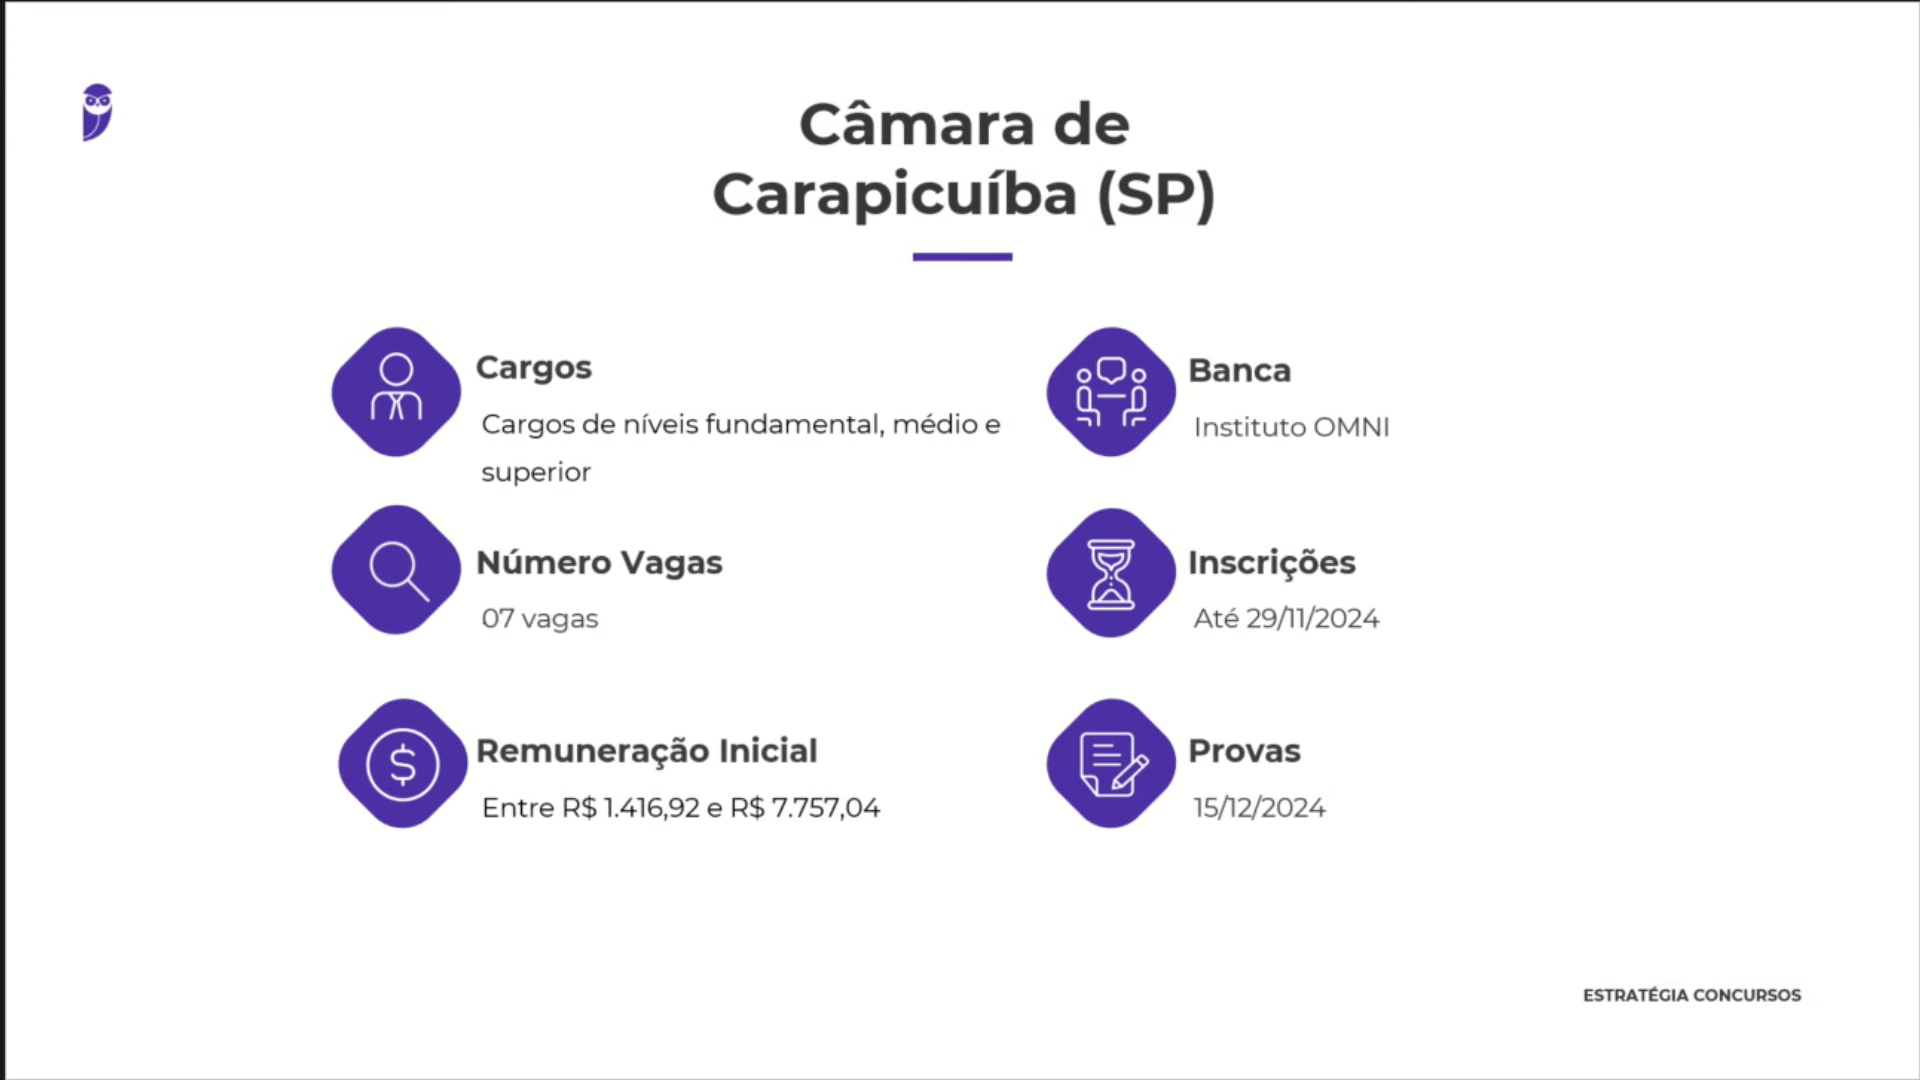 Câmara de
Carapicuíba (SP)
Cargos
Cargos de níveis fundamental, médio e
superior
Banca
Instituto OMNI
Número Vagas
07 vagas
Inscrições
Até 29/11/2024
Remuneração Inicial
Entre R$ 1.416,92 e R$ 7.757,04
Provas
15/12/2024
ESTRATÉGIA CONCURSOS